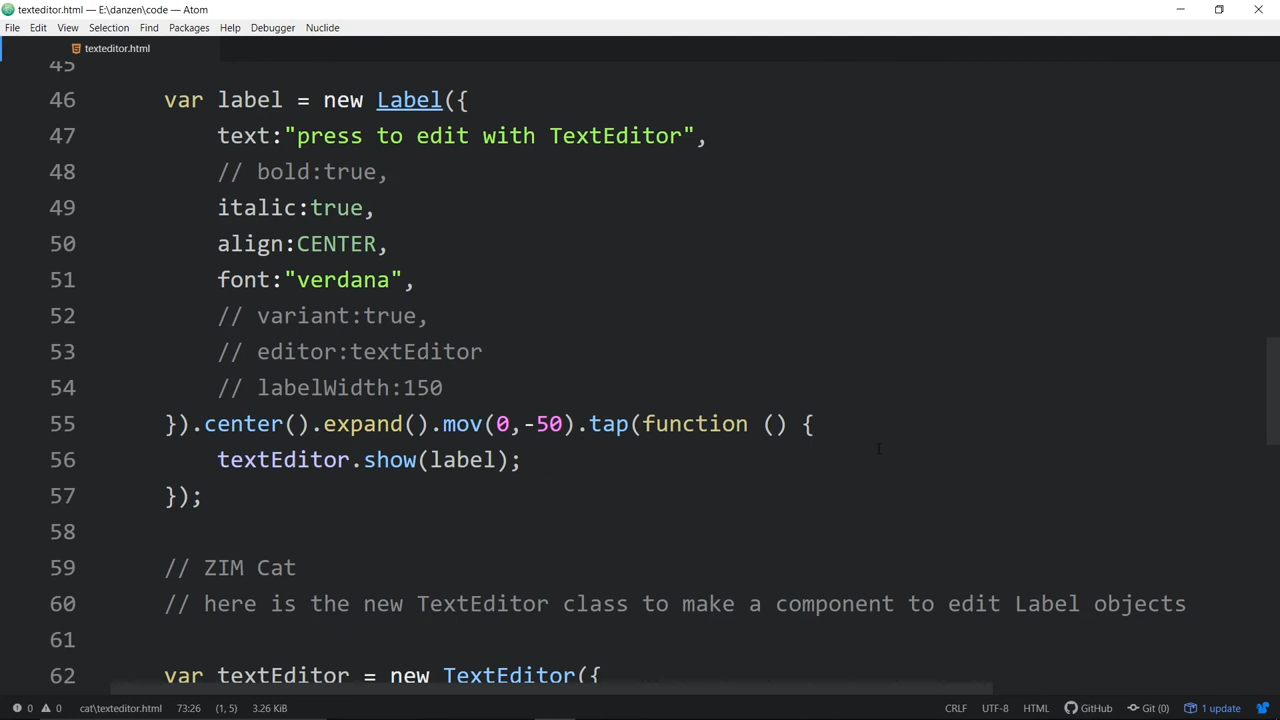 texteditor.html — E:\danzen\code — Atom
File Edit View Selection Find Packages Help Debugger Nuclide
texteditor.html
45
46 var label = new Label({
47 text:"press to edit with TextEditor",
48 // bold:true,
49 italic:true,
50 align:CENTER,
51 font:"verdana",
52 // variant:true,
53 // editor:textEditor
54 // labelWidth:150
55 }).center().expand().mov(0,-50).tap(function () {
56 textEditor.show(label);
57 });
58
59 // ZIM Cat
60 // here is the new TextEditor class to make a component to edit Label objects
61
62 var textEditor = new TextEditor({
0 0 cat\texteditor.html 73:26 (1, 5) 3.26 KiB CRLF UTF-8 HTML GitHub Git (0) 1 update